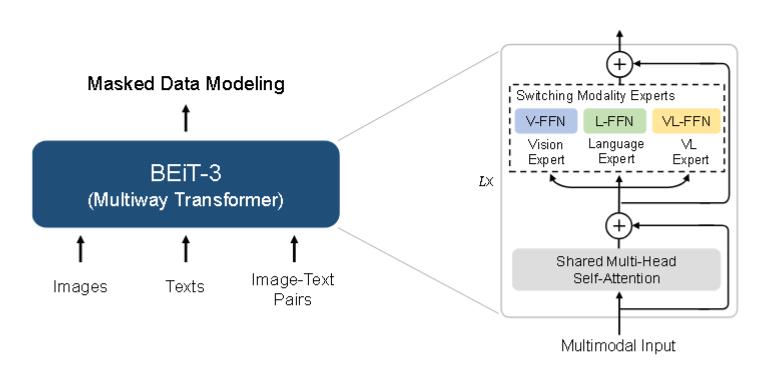 Masked Data Modeling
BEiT-3
(Multiway Transformer)
Images
Texts
Image-Text
Pairs
Switching Modality Experts
V-FFN
L-FFN
VL-FFN
Vision
Expert
Language
Expert
VL
Expert
L×
Shared Multi-Head
Self-Attention
Multimodal Input